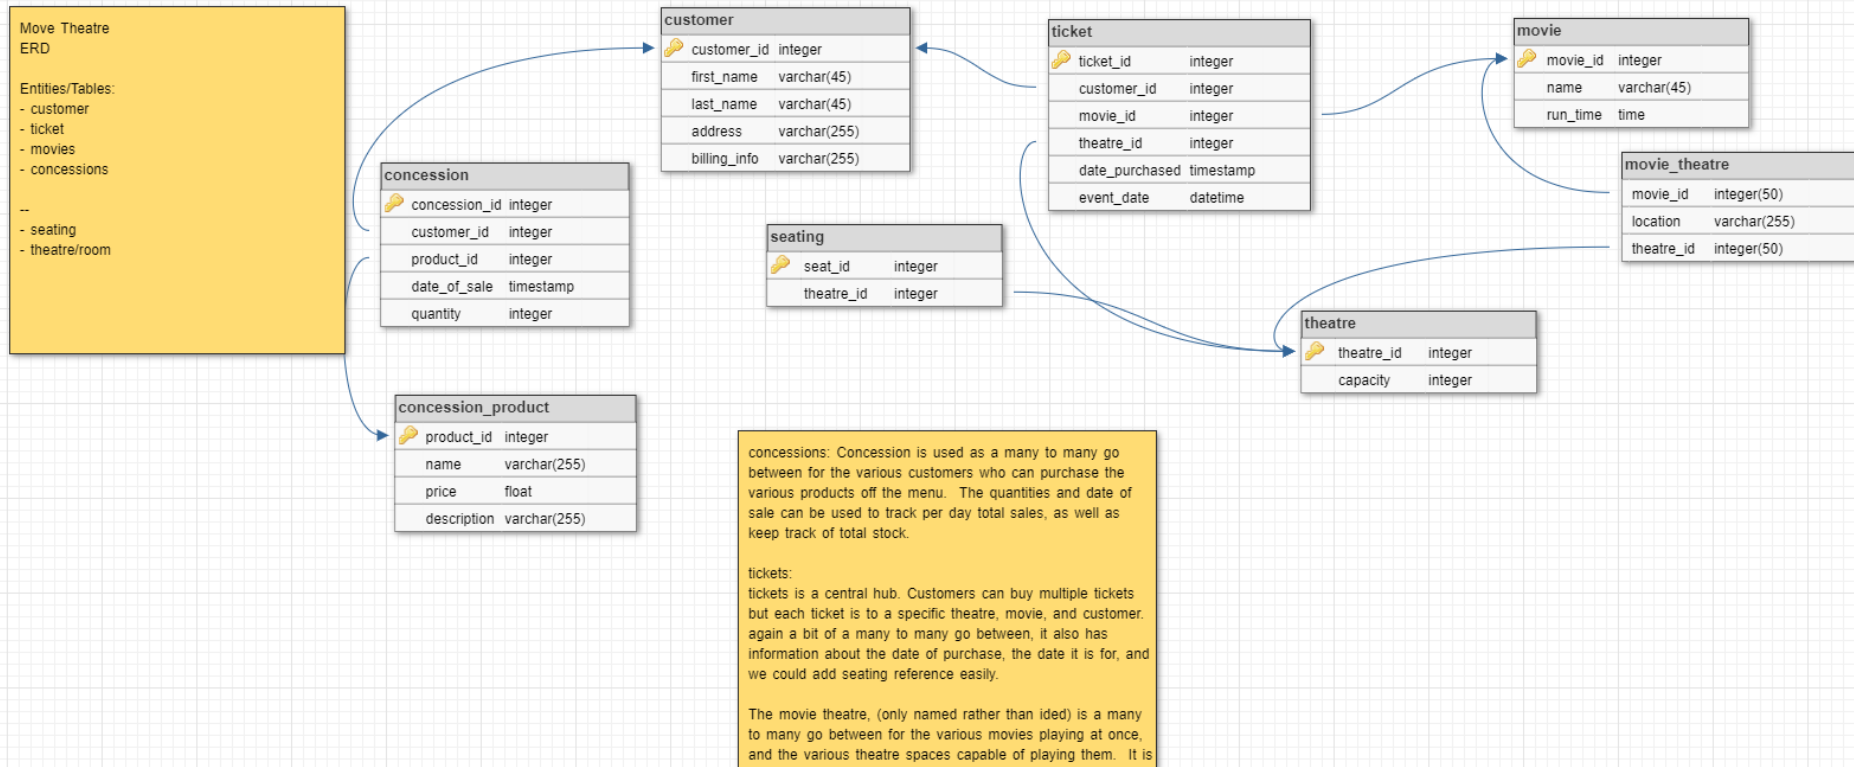 Move Theatre
ERD
Entities/Tables:
- customer
- ticket
- movies
- concessions
--
- seating
- theatre/room
customer
customer_id integer
first_name varchar(45)
last_name varchar(45)
address varchar(255)
billing_info varchar(255)
ticket
ticket_id integer
customer_id integer
movie_id integer
theatre_id integer
date_purchased timestamp
event_date datetime
movie
movie_id integer
name varchar(45)
run_time time
movie_theatre
movie_id integer(50)
location varchar(255)
theatre_id integer(50)
concession
concession_id integer
customer_id integer
product_id integer
date_of_sale timestamp
quantity integer
seating
seat_id integer
theatre_id integer
theatre
theatre_id integer
capacity integer
concession_product
product_id integer
name varchar(255)
price float
description varchar(255)
concessions: Concession is used as a many to many go
between for the various customers who can purchase the
various products off the menu. The quantities and date of
sale can be used to track per day total sales, as well as
keep track of total stock.
tickets:
tickets is a central hub. Customers can buy multiple tickets
but each ticket is to a specific theatre, movie, and customer.
again a bit of a many to many go between, it also has
information about the date of purchase, the date it is for, and
we could add seating reference easily.
The movie theatre, (only named rather than ided) is a many
to many go between for the various movies playing at once,
and the various theatre spaces capable of playing them. It is